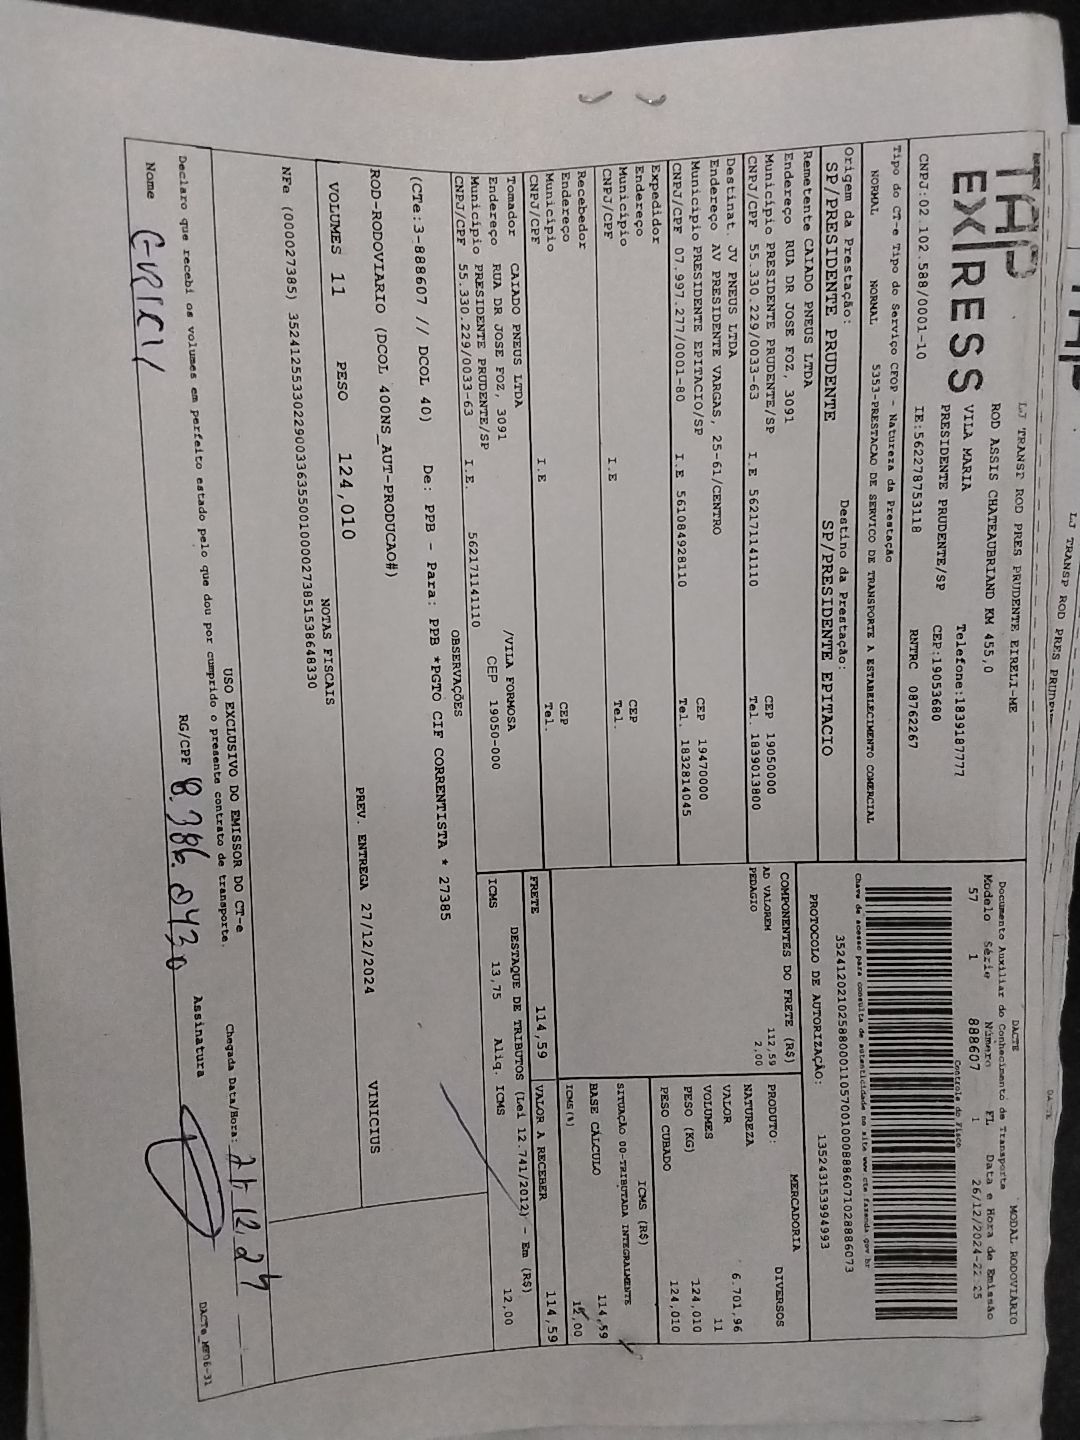 TAP
EX|RESS
CNPJ:02.102.588/0001-10
LJ TRANSP ROD PRES PRUDENTE EIRELI-ME
ROD ASSIS CHATEAUBRIAND KM 455,0
VILA MARIA Telefone:1839187777
PRESIDENTE PRUDENTE/SP CEP:19053680
IE:562278753118 RNTRC 08762267
DACTE MODAL RODOVIÁRIO
Documento Auxiliar do Conhecimento de Transporte
Modelo Série Número FL Data e Hora de Emissão
57 1 888607 1 26/12/2024-22 25
Controle do Fisco
Chave de acesso para consulta de autenticidade no site www.cte.fazenda.gov.br
35241202102588000110570010008886071028886073
PROTOCOLO DE AUTORIZAÇÃO: 135243153994993
Tipo do CT-e Tipo do Serviço CFOP - Natureza da Prestação
NORMAL NORMAL 5353-PRESTACAO DE SERVICO DE TRANSPORTE A ESTABELECIMENTO COMERCIAL
Origem da Prestação: Destino da Prestação:
SP/PRESIDENTE PRUDENTE SP/PRESIDENTE EPITACIO
Remetente CAIADO PNEUS LTDA
Endereço RUA DR JOSE FOZ, 3091
Município PRESIDENTE PRUDENTE/SP CEP 19050000
CNPJ/CPF 55.330.229/0033-63 I.E 562171141110 Tel. 1839013800
Destinat. JV PNEUS LTDA
Endereço AV PRESIDENTE VARGAS, 25-61/CENTRO
Município PRESIDENTE EPITACIO/SP CEP 19470000
CNPJ/CPF 07.997.277/0001-80 I.E 561084928110 Tel. 1832814045
Expedidor
Endereço
Município CEP
CNPJ/CPF I.E Tel.
Recebedor
Endereço
Município CEP
CNPJ/CPF I.E Tel.
Tomador CAIADO PNEUS LTDA
Endereço RUA DR JOSE FOZ, 3091 /VILA FORMOSA
Município PRESIDENTE PRUDENTE/SP CEP 19050-000
CNPJ/CPF 55.330.229/0033-63 I.E. 562171141110
COMPONENTES DO FRETE (R$)
AD VALOREM 112,59
PEDAGIO 2,00
FRETE 114,59
MERCADORIA
PRODUTO: DIVERSOS
NATUREZA
VALOR 6.701,96
VOLUMES 11
PESO (KG) 124,010
PESO CUBADO 124,010
ICMS (R$)
SITUAÇÃO 00-TRIBUTADA INTEGRALMENTE
BASE CÁLCULO 114,59
ICMS(%) 12,00
VALOR A RECEBER 114,59
DESTAQUE DE TRIBUTOS (Lei 12.741/2012) - Em (R$)
ICMS 13,75 Aliq. ICMS 12,00
OBSERVAÇÕES
(CTe:3-888607 // DCOL 40) De: PPB - Para: PPB *PGTO CIF CORRENTISTA * 27385
ROD-RODOVIARIO (DCOL 400NS_AUT-PRODUCAO#)
VOLUMES 11 PESO 124,010 PREV. ENTREGA 27/12/2024 VINICIUS
NOTAS FISCAIS
NFe (000027385) 35241255330229003363550010000273851538648330
USO EXCLUSIVO DO EMISSOR DO CT-e
Declaro que recebi os volumes em perfeito estado pelo que dou por cumprido o presente contrato de transporte. Chegada Data/Hora: 27 12 24
Nome RG/CPF 8.386.0430 Assinatura
DACTe_MF06-31
LJ TRANSP ROD PRES PRUDEN
DACTE